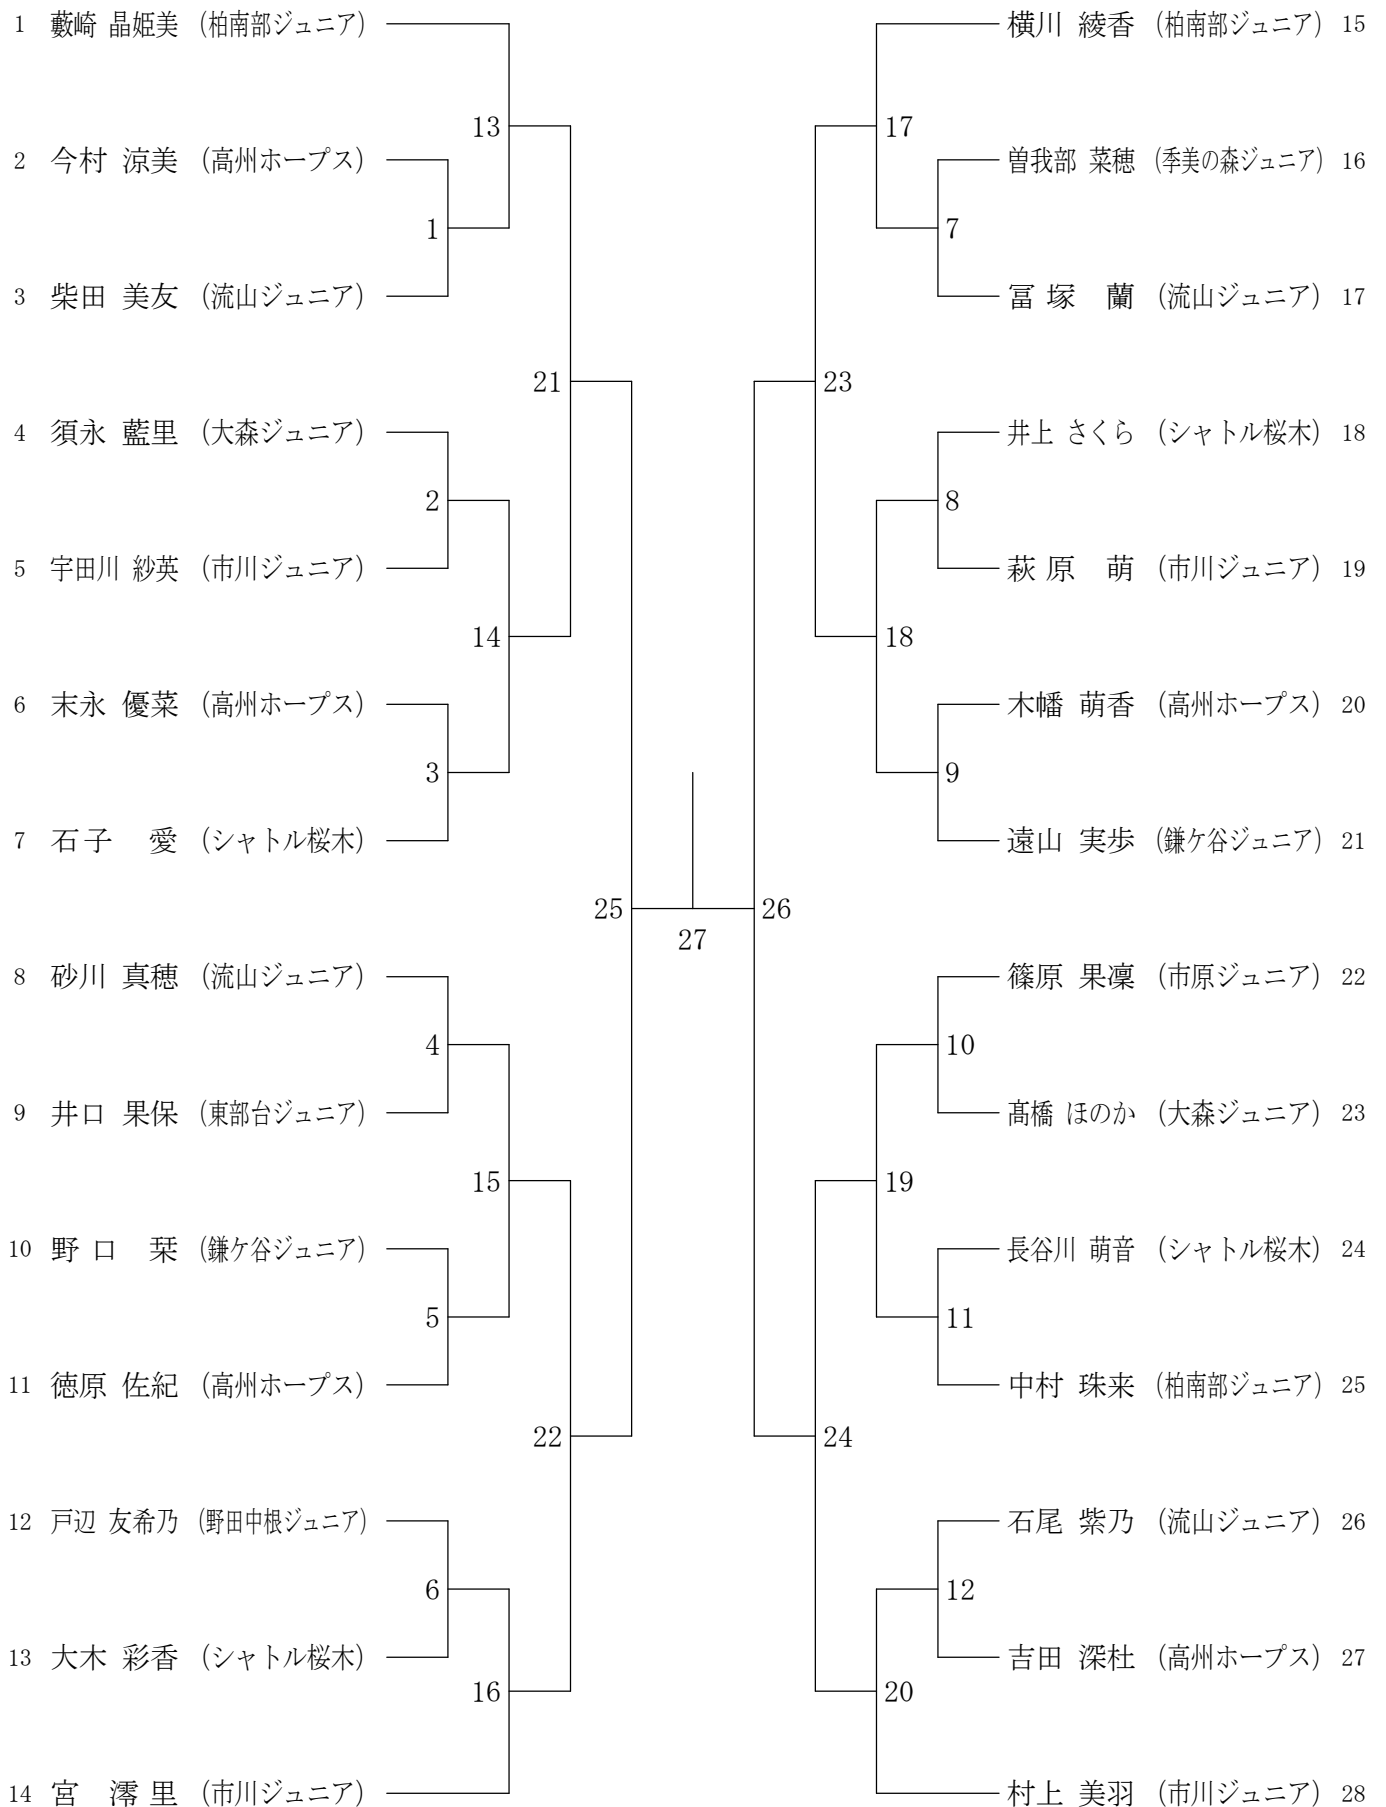 1 藪崎 晶姫美 (柏南部ジュニア)
13
2 今村 涼美 (高州ホープス)
1
3 柴田 美友 (流山ジュニア)
21
4 須永 藍里 (大森ジュニア)
2
5 宇田川 紗英 (市川ジュニア)
14
6 末永 優菜 (高州ホープス)
3
7 石子 愛 (シャトル桜木)
25
8 砂川 真穂 (流山ジュニア)
4
9 井口 果保 (東部台ジュニア)
15
10 野口 栞 (鎌ケ谷ジュニア)
5
11 徳原 佐紀 (高州ホープス)
22
12 戸辺 友希乃 (野田中根ジュニア)
6
13 大木 彩香 (シャトル桜木)
16
14 宮 澪里 (市川ジュニア)
27
横川 綾香 (柏南部ジュニア) 15
17
曽我部 菜穂 (季美の森ジュニア) 16
7
冨塚 蘭 (流山ジュニア) 17
23
井上 さくら (シャトル桜木) 18
8
萩原 萌 (市川ジュニア) 19
18
木幡 萌香 (高州ホープス) 20
9
遠山 実歩 (鎌ケ谷ジュニア) 21
26
篠原 果凜 (市原ジュニア) 22
10
髙橋 ほのか (大森ジュニア) 23
19
長谷川 萌音 (シャトル桜木) 24
11
中村 珠来 (柏南部ジュニア) 25
24
石尾 紫乃 (流山ジュニア) 26
12
吉田 深杜 (高州ホープス) 27
20
村上 美羽 (市川ジュニア) 28